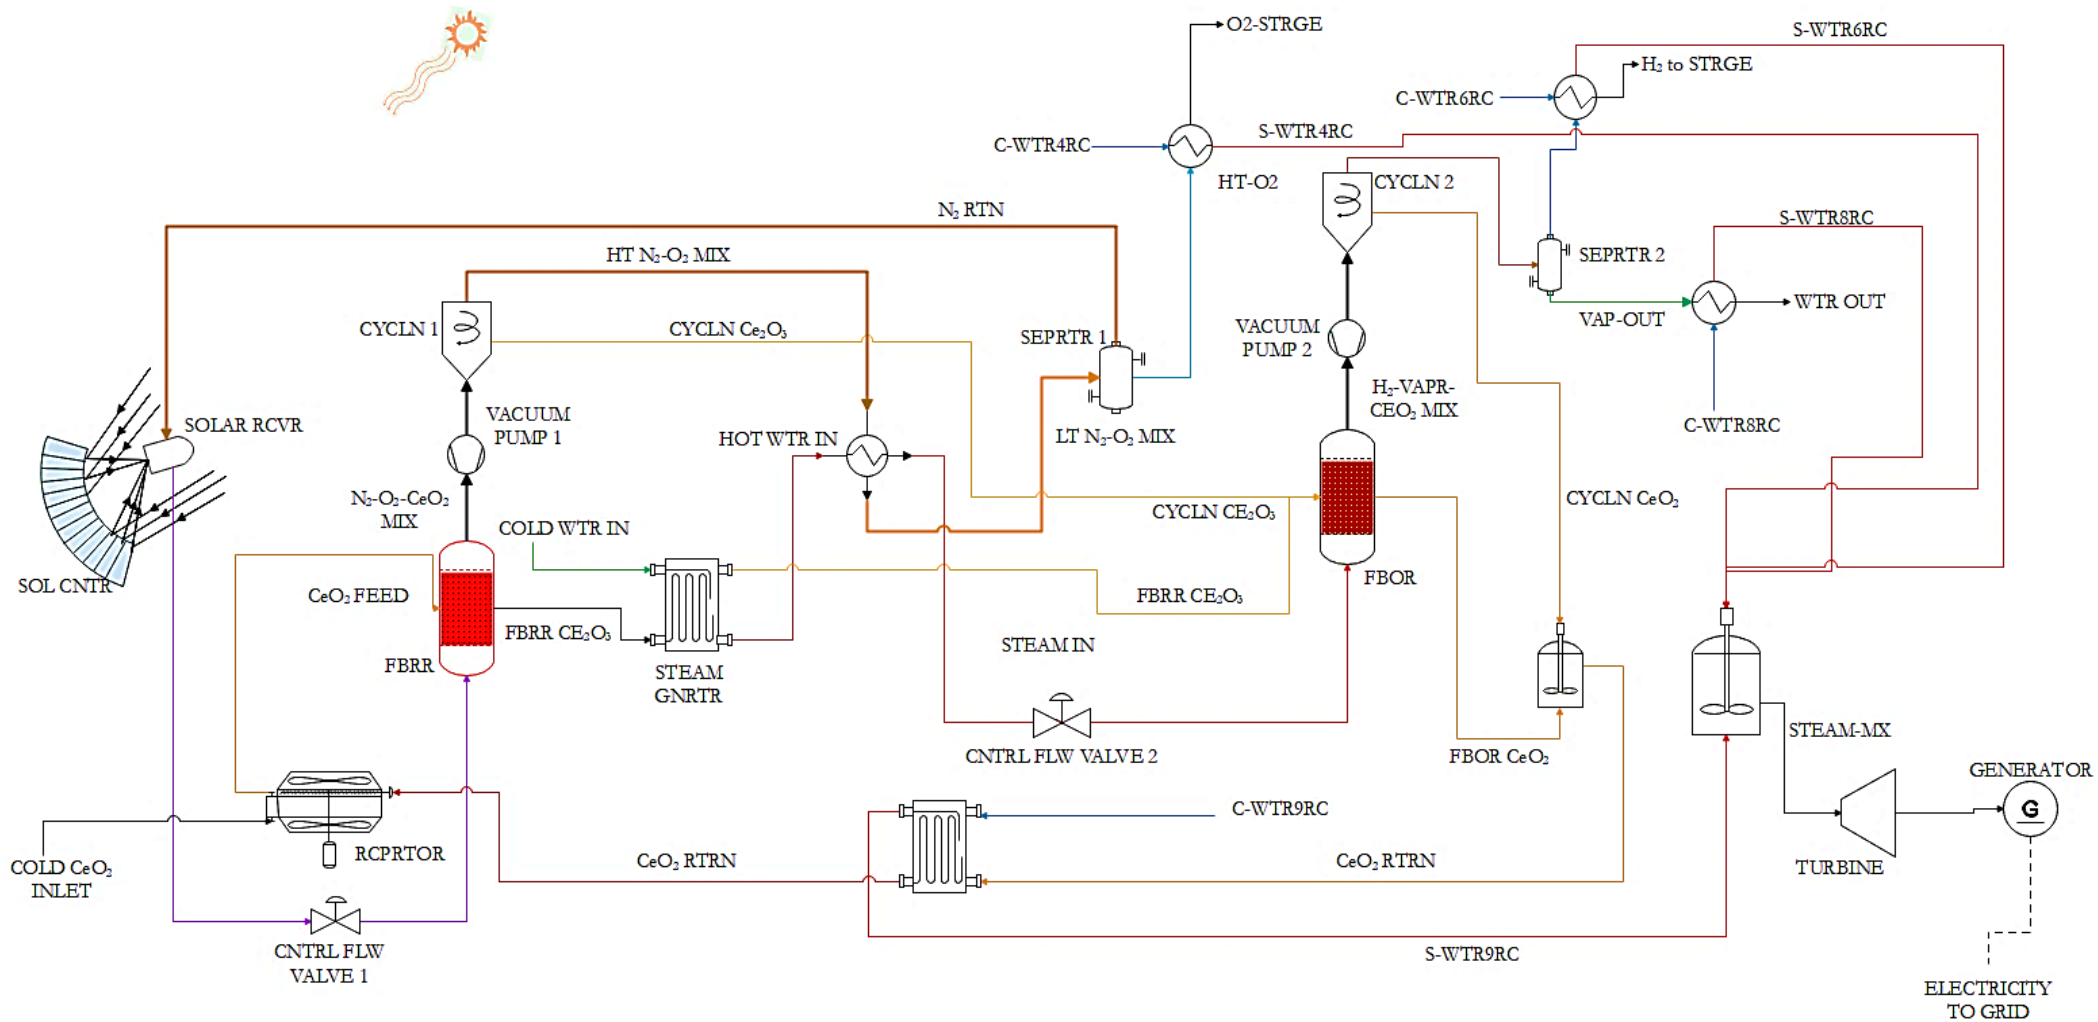 O2-STRGE
S-WTR6RC
H₂ to STRGE
C-WTR6RC
C-WTR4RC
S-WTR4RC
HT-O2
CYCLN 2
N₂ RTN
S-WTR8RC
HT N₂-O₂ MIX
SEPRTR 2
WTR OUT
VAP-OUT
CYCLN 1
CYCLN Ce₂O₃
SEPRTR 1
VACUUM
PUMP 2
H₂-VAPR-
CEO₂ MIX
SOLAR RCVR
VACUUM
PUMP 1
HOT WTR IN
LT N₂-O₂ MIX
C-WTR8RC
N₂-O₂-CeO₂
MIX
COLD WTR IN
CYCLN CE₂O₃
CYCLN CeO₂
SOL CNTR
CeO₂ FEED
FBRR CE₂O₃
FBRR CE₂O₃
FBOR
FBRR
STEAM
GNRTR
STEAM IN
CNTRL FLW VALVE 2
FBOR CeO₂
STEAM-MX
GENERATOR
G
C-WTR9RC
RCPRTOR
COLD CeO₂
INLET
CeO₂ RTRN
CeO₂ RTRN
TURBINE
CNTRL FLW
VALVE 1
S-WTR9RC
ELECTRICITY
TO GRID